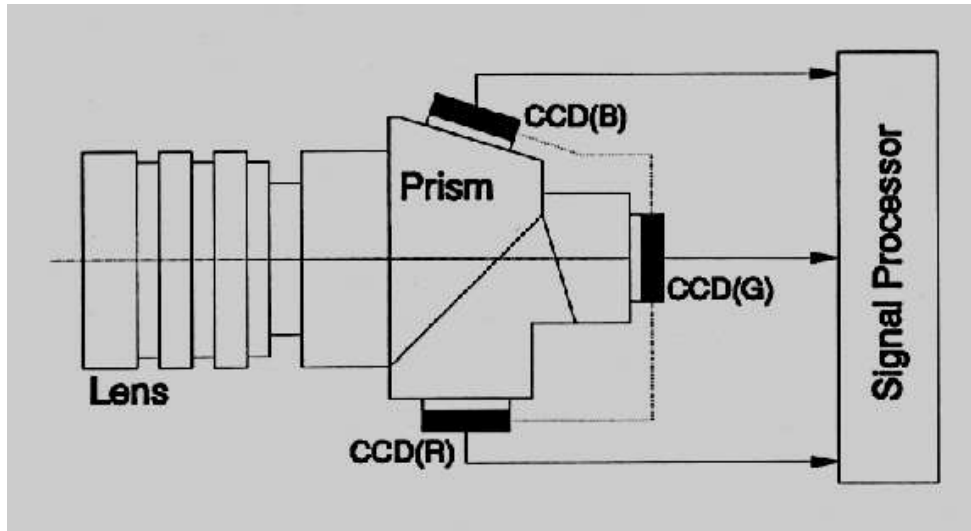 CCD(B)
Prism
CCD(G)
Lens
CCD(R)
Signal Processor